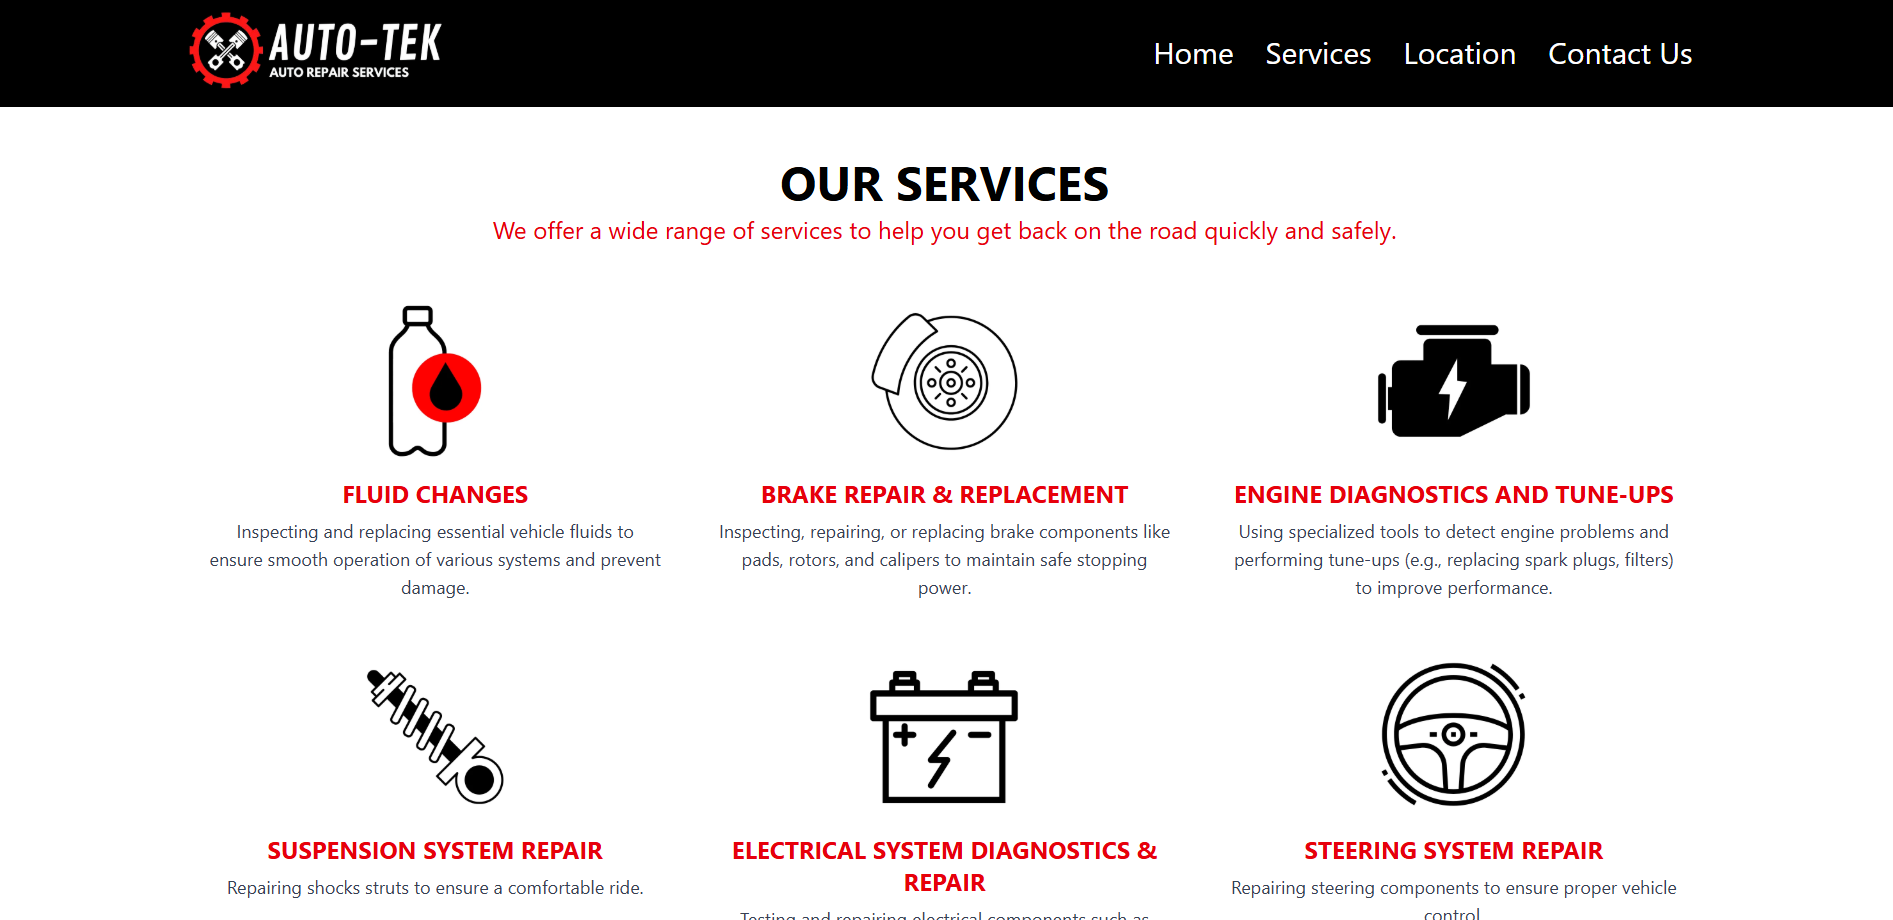 AUTO-TEK
AUTO REPAIR SERVICES
Home Services Location Contact Us
OUR SERVICES
We offer a wide range of services to help you get back on the road quickly and safely.
FLUID CHANGES
Inspecting and replacing essential vehicle fluids to
ensure smooth operation of various systems and prevent
damage.
BRAKE REPAIR & REPLACEMENT
Inspecting, repairing, or replacing brake components like
pads, rotors, and calipers to maintain safe stopping
power.
ENGINE DIAGNOSTICS AND TUNE-UPS
Using specialized tools to detect engine problems and
performing tune-ups (e.g., replacing spark plugs, filters)
to improve performance.
SUSPENSION SYSTEM REPAIR
Repairing shocks struts to ensure a comfortable ride.
ELECTRICAL SYSTEM DIAGNOSTICS &
REPAIR
Testing and repairing electrical components such as
STEERING SYSTEM REPAIR
Repairing steering components to ensure proper vehicle
control.